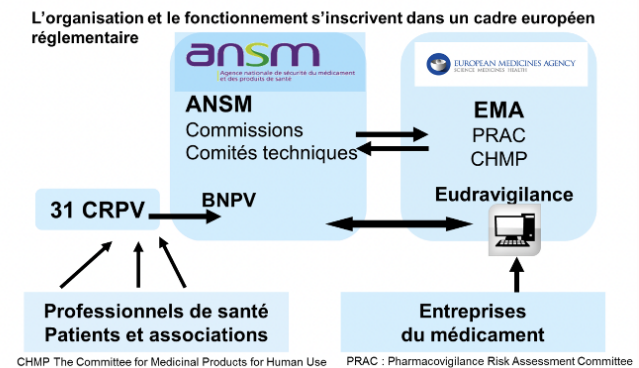 L'organisation et le fonctionnement s'inscrivent dans un cadre européen
réglementaire
ansm
Agence nationale de sécurité du médicament
et des produits de santé
EUROPEAN MEDICINES AGENCY
SCIENCE MEDICINES HEALTH
ANSM
Commissions
Comités techniques
EMA
PRAC
CHMP
31 CRPV
BNPV
Eudravigilance
Professionnels de santé
Patients et associations
Entreprises
du médicament
CHMP The Committee for Medicinal Products for Human Use
PRAC : Pharmacovigilance Risk Assessment Committee